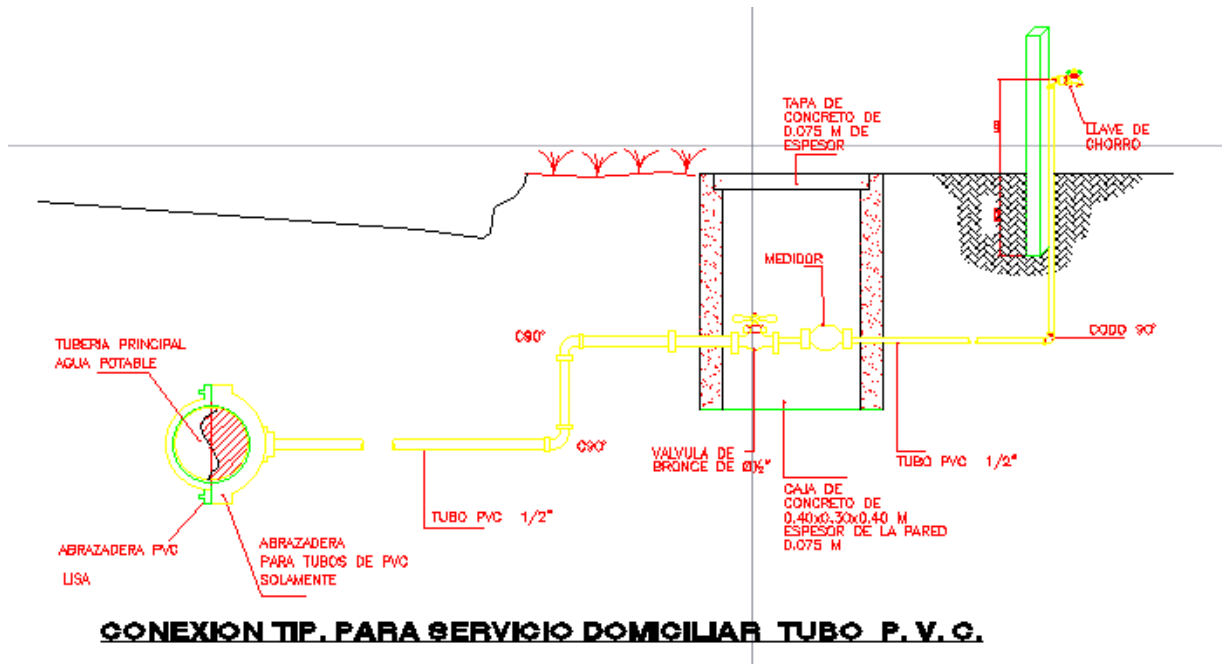 TAPA DE
CONCRETO DE
0.075 M DE
ESPESOR
LLAVE DE
CHORRO
MEDIDOR
TUBERIA PRINCIPAL
AGUA POTABLE
C90°
CODO 90°
C90°
VALVULA DE
BRONCE DE Ø½"
TUBO PVC 1/2"
CAJA DE
CONCRETO DE
0.40x0.30x0.40 M
ESPESOR DE LA PARED
0.075 M
TUBO PVC 1/2"
ABRAZADERA PVC
LISA
ABRAZADERA
PARA TUBOS DE PVC
SOLAMENTE
CONEXION TIP. PARA SERVICIO DOMICILIAR TUBO P. V. C.